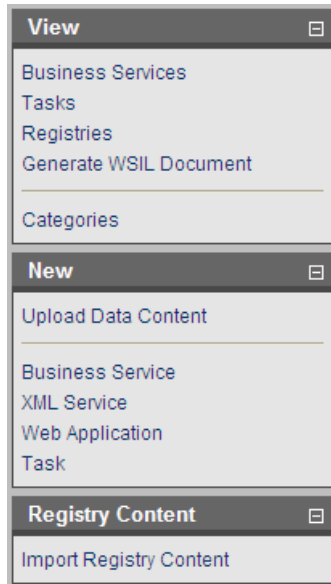 View
Business Services
Tasks
Registries
Generate WSIL Document
Categories
New
Upload Data Content
Business Service
XML Service
Web Application
Task
Registry Content
Import Registry Content